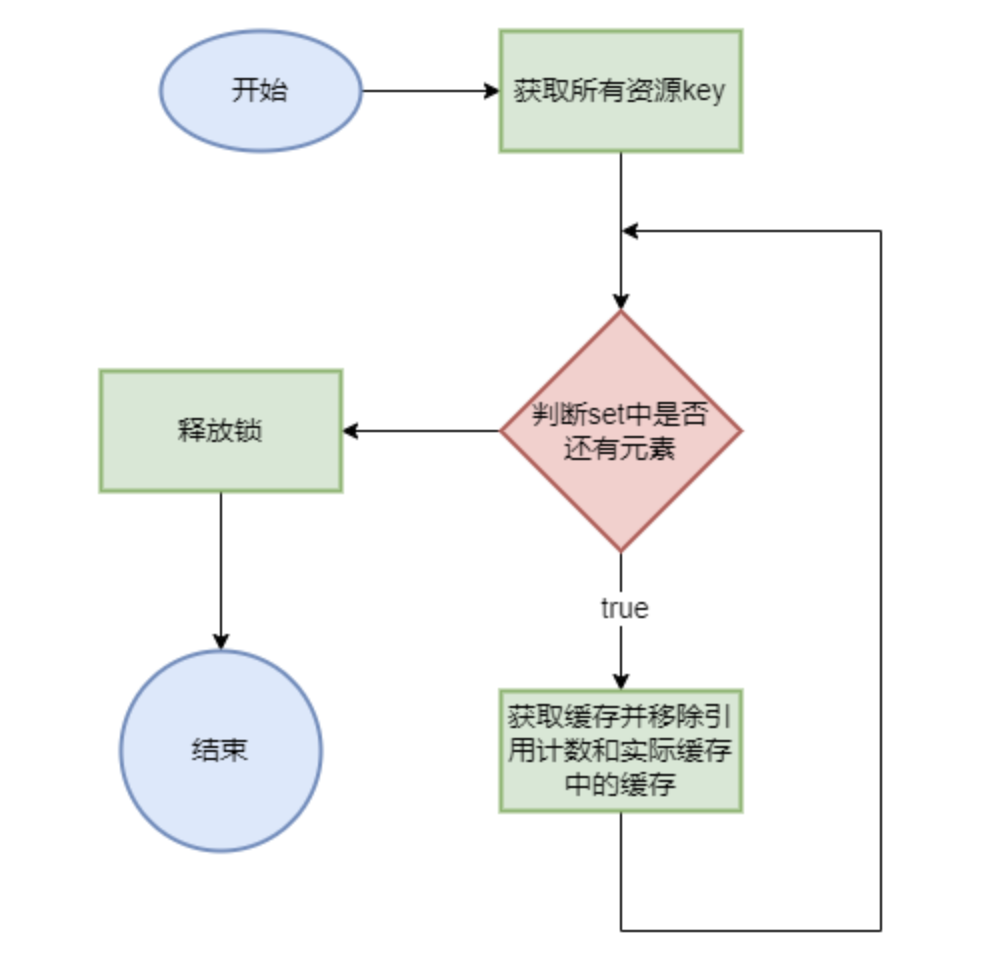 开始
获取所有资源key
判断set中是否
还有元素
释放锁
true
获取缓存并移除引
用计数和实际缓存
中的缓存
结束